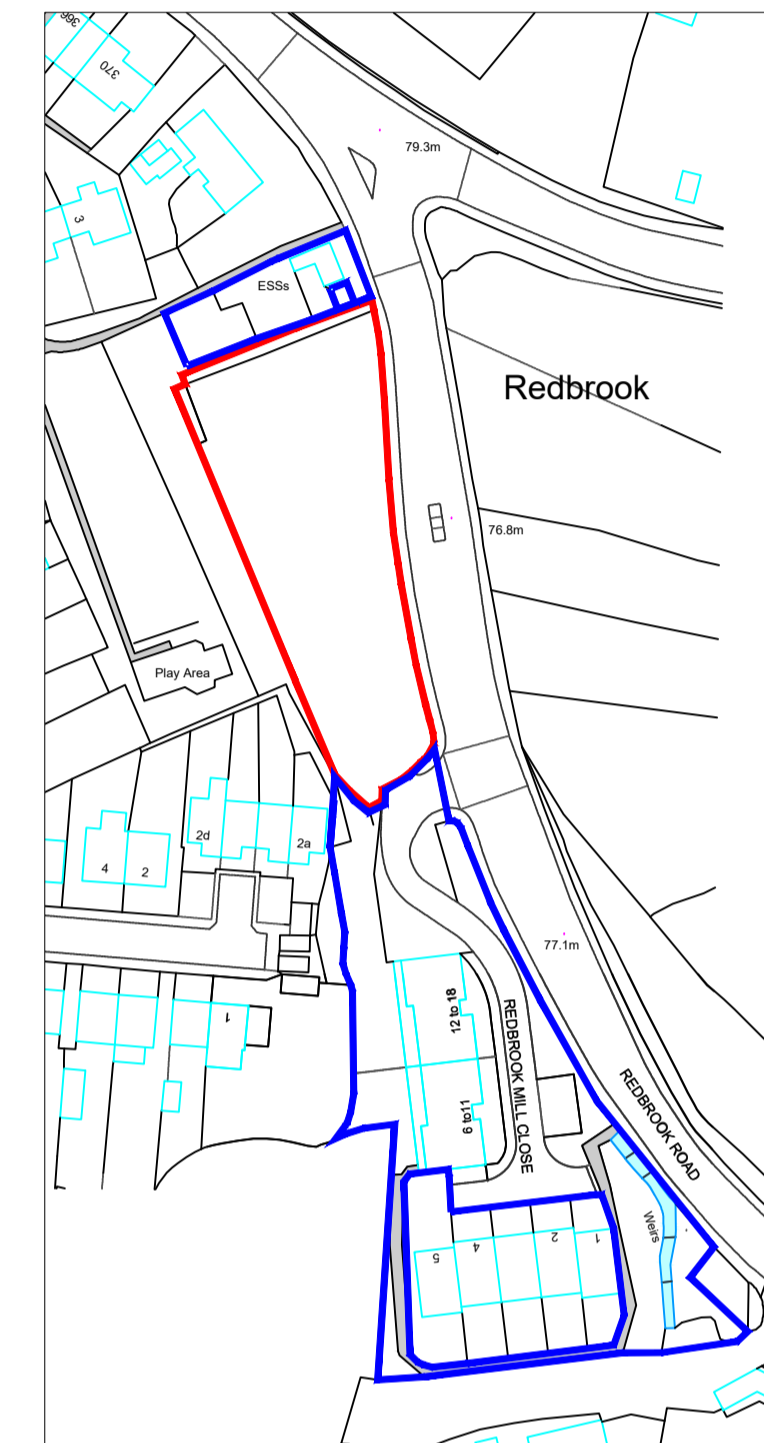 366
370
79.3m
3
ESSs
Redbrook
76.8m
Play Area
2d
2a
4
2
77.1m
1
12 to 18
REDBROOK MILL CLOSE
6 to 11
REDBROOK ROAD
Weirs
5
4
2
1